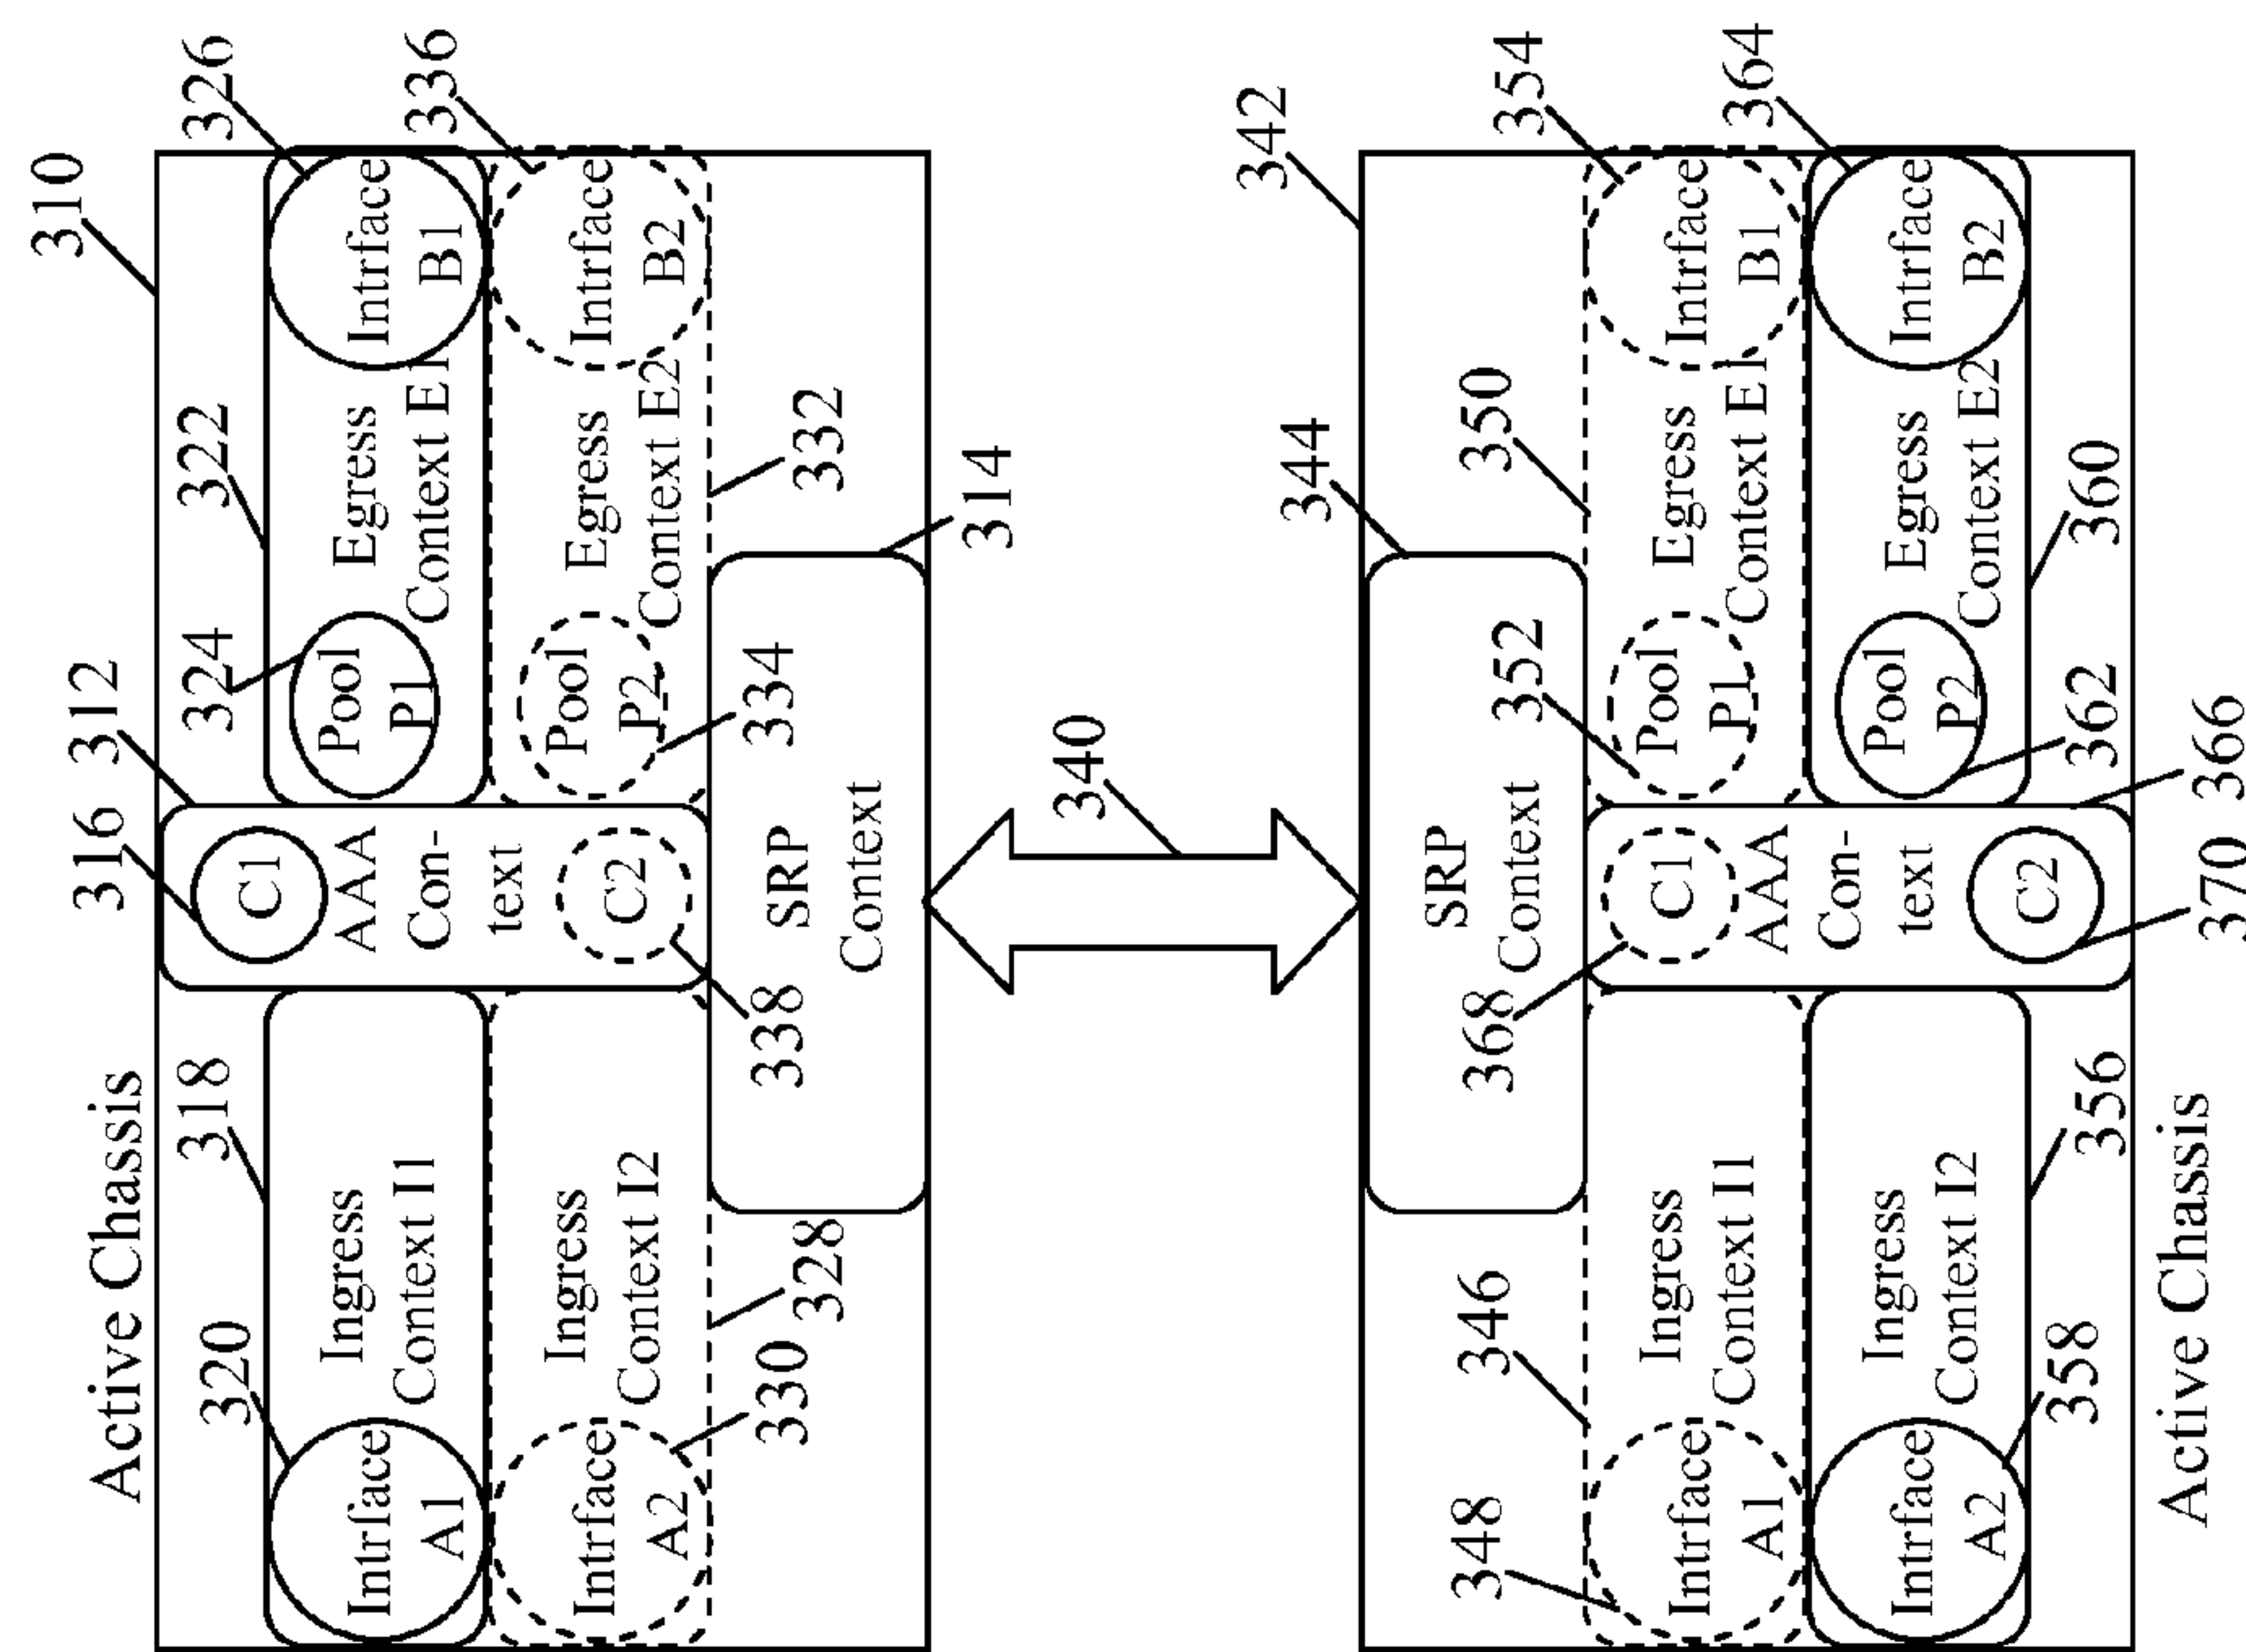 Active Chassis
310
320
318
316
312
324
322
326
Intrface
A1
Ingress
Context I1
C1
AAA
Con-
text
C2
Pool
P1
Egress
Context E1
Intrface
B1
336
Intrface
A2
Ingress
Context I2
Pool
P2
Egress
Context E2
Intrface
B2
330
328
338
334
332
SRP
Context
314
340
342
344
SRP
Context
348
346
368
352
350
354
Intrface
A1
Ingress
Context I1
C1
AAA
Con-
text
C2
Pool
P1
Egress
Context E1
Intrface
B1
364
Intrface
A2
Ingress
Context I2
Pool
P2
Egress
Context E2
Intrface
B2
358
356
362
360
370
366
Active Chassis